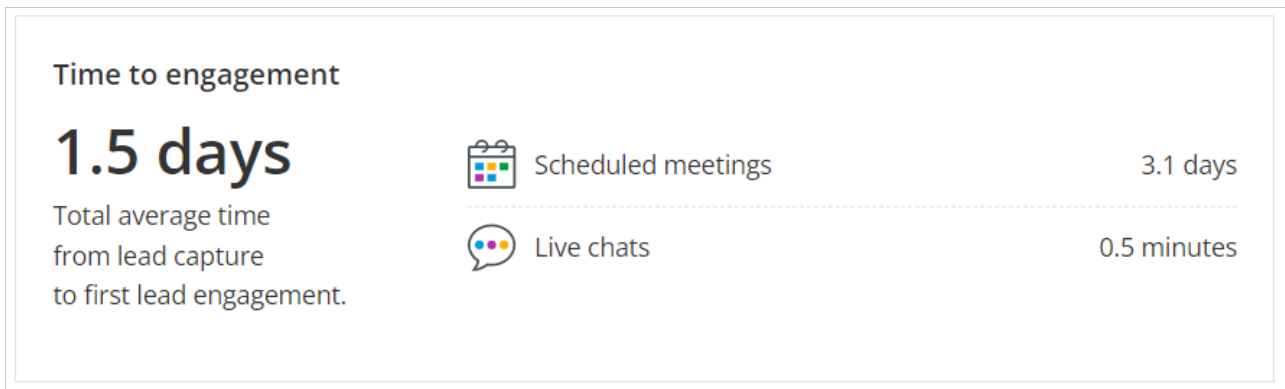 Time to engagement
1.5 days
Total average time
from lead capture
to first lead engagement.
Scheduled meetings 3.1 days
Live chats 0.5 minutes